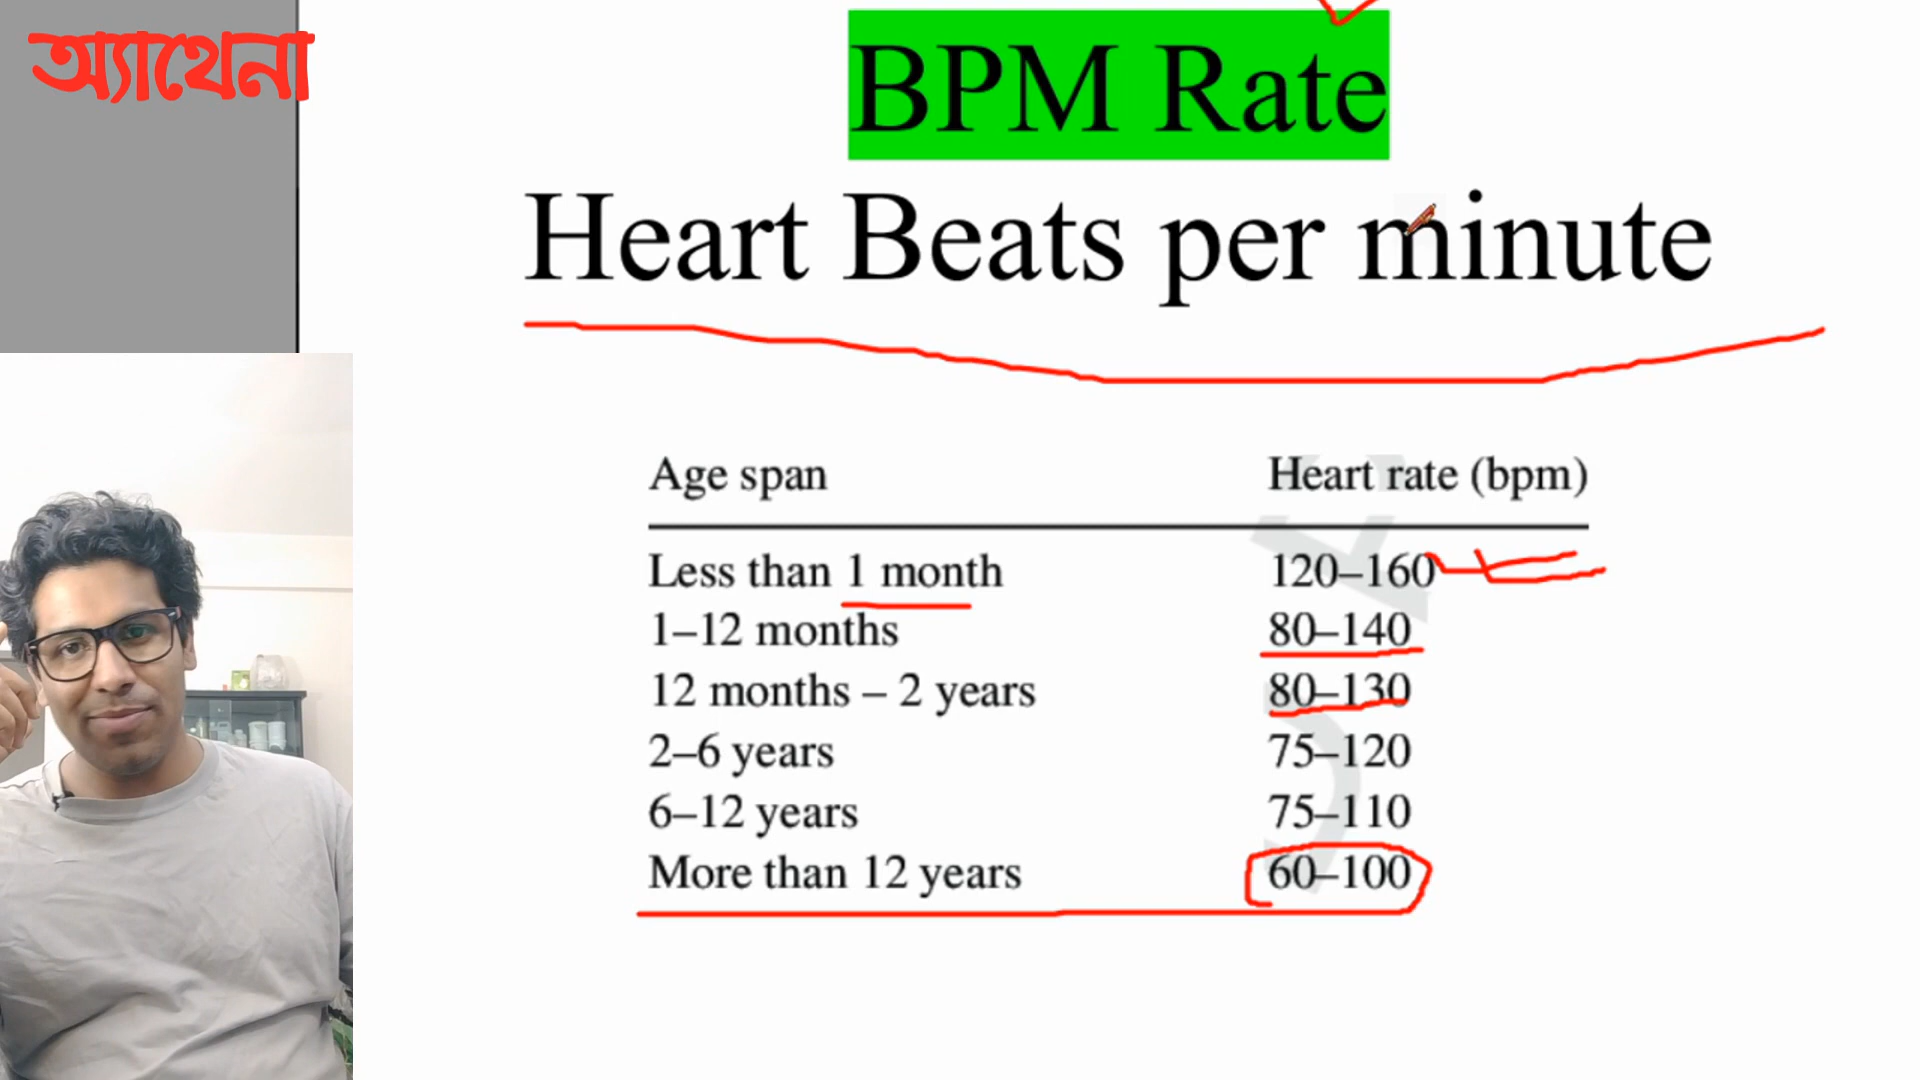 অ্যাথেনা
BPM Rate
Heart Beats per minute
Age span Heart rate (bpm)
Less than 1 month 120–160
1–12 months 80–140
12 months – 2 years 80–130
2–6 years 75–120
6–12 years 75–110
More than 12 years 60–100